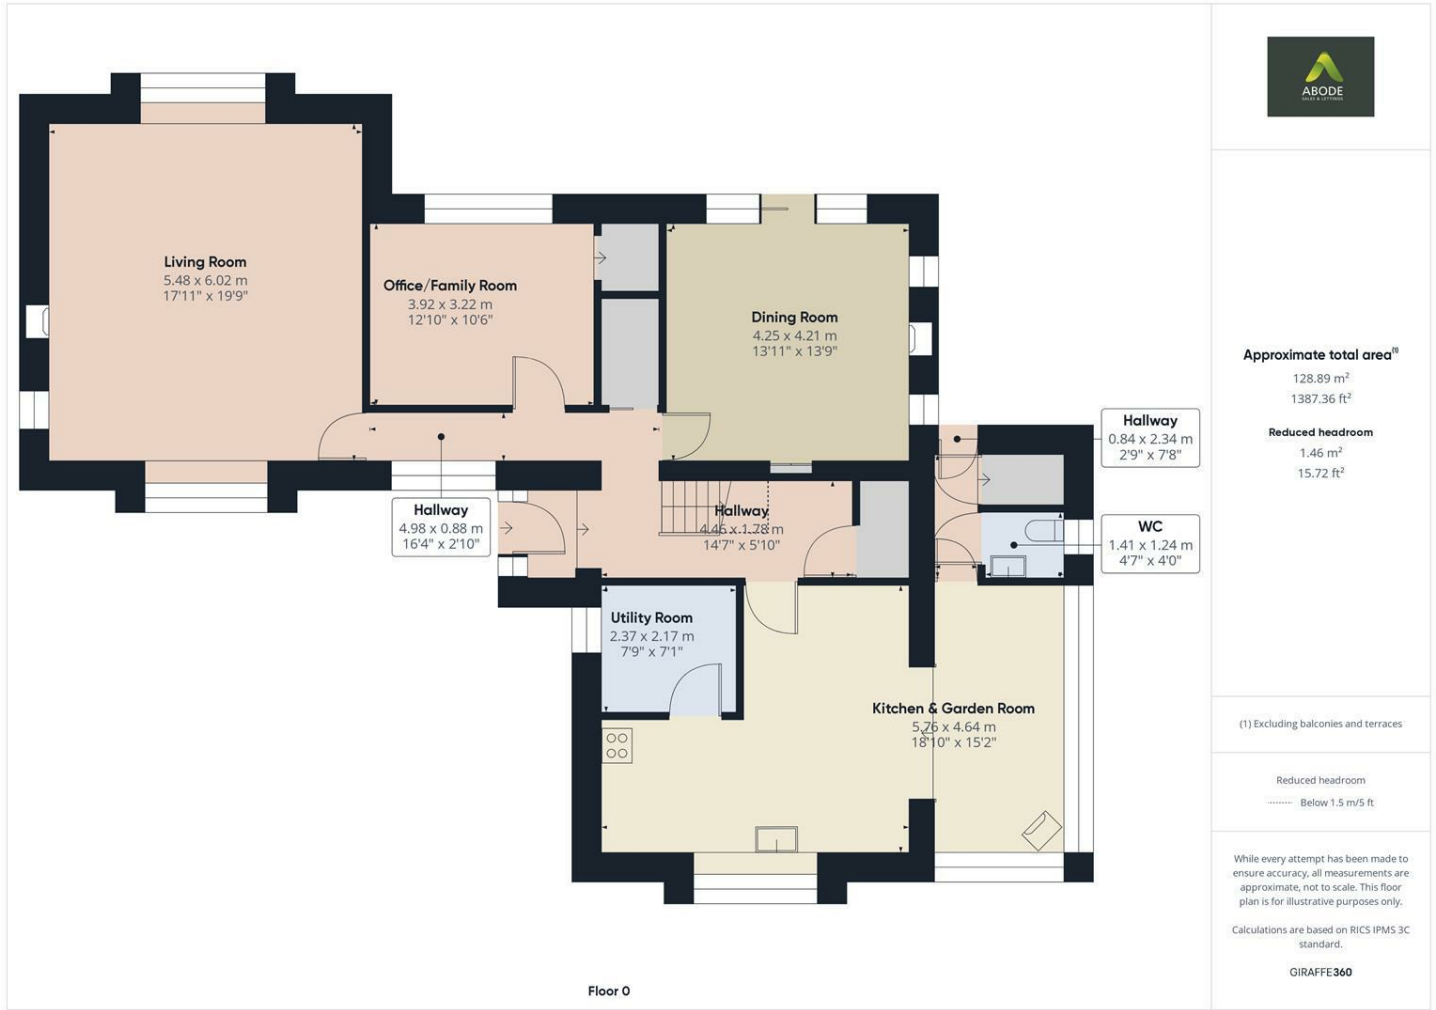 Living Room
5.48 x 6.02 m
17'11" x 19'9"
Office/Family Room
3.92 x 3.22 m
12'10" x 10'6"
Dining Room
4.25 x 4.21 m
13'11" x 13'9"
Hallway
0.84 x 2.34 m
2'9" x 7'8"
Hallway
4.98 x 0.88 m
16'4" x 2'10"
Hallway
4.46 x 1.78 m
14'7" x 5'10"
WC
1.41 x 1.24 m
4'7" x 4'0"
Utility Room
2.37 x 2.17 m
7'9" x 7'1"
Kitchen & Garden Room
5.76 x 4.64 m
18'10" x 15'2"
Floor 0
ABODE
SALES & LETTINGS
Approximate total area(1)
128.89 m²
1387.36 ft²
Reduced headroom
1.46 m²
15.72 ft²
(1) Excluding balconies and terraces
Reduced headroom
Below 1.5 m/5 ft
While every attempt has been made to
ensure accuracy, all measurements are
approximate, not to scale. This floor
plan is for illustrative purposes only.
Calculations are based on RICS IPMS 3C
standard.
GIRAFFE360